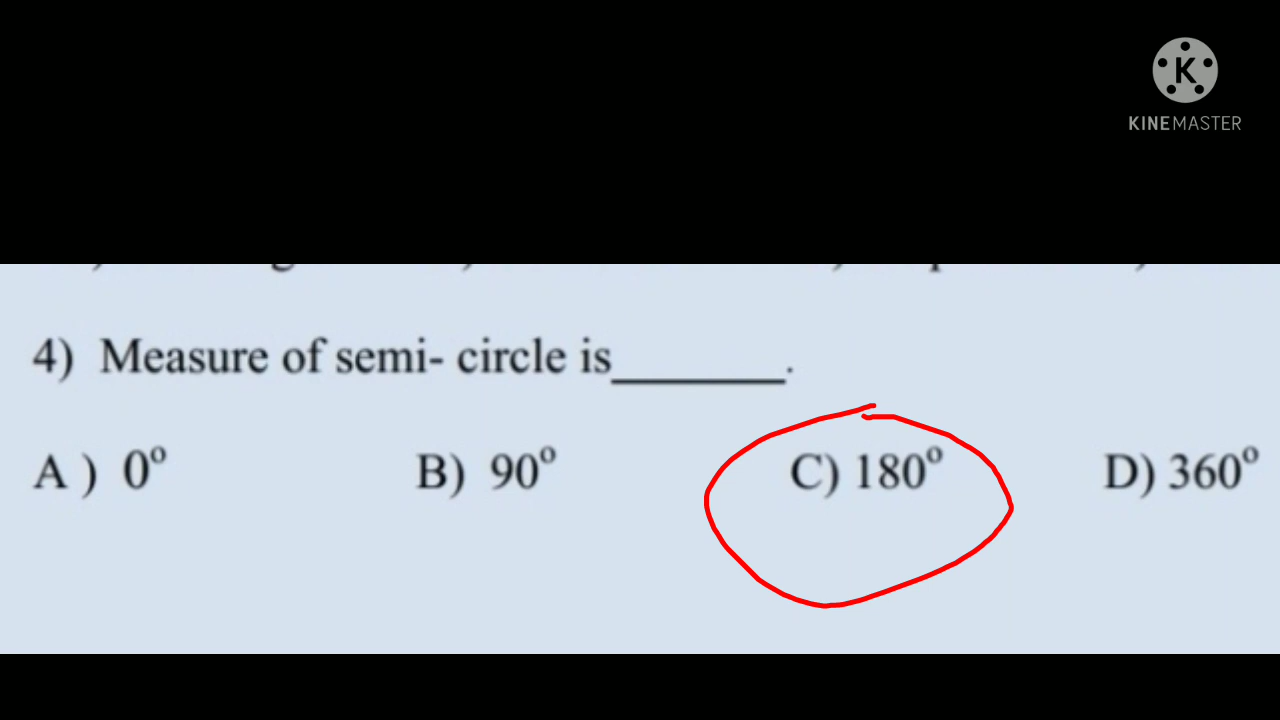 KINEMASTER
4) Measure of semi- circle is_______.
A ) 0° B) 90° C) 180° D) 360°